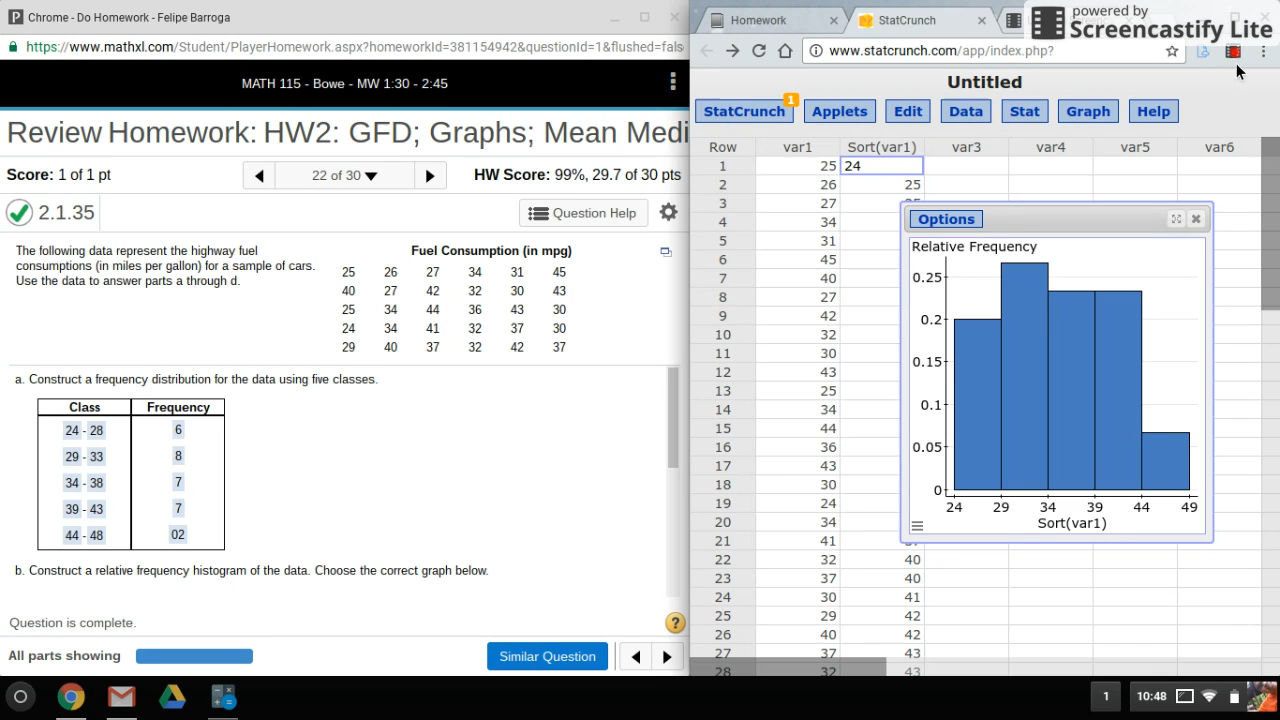 Chrome - Do Homework - Felipe Barroga
https://www.mathxl.com/Student/PlayerHomework.aspx?homeworkId=381154942&questionId=1&flushed=fals
MATH 115 - Bowe - MW 1:30 - 2:45
Review Homework: HW2: GFD; Graphs; Mean Medi
Score: 1 of 1 pt
22 of 30
HW Score: 99%, 29.7 of 30 pts
2.1.35
Question Help
The following data represent the highway fuel
consumptions (in miles per gallon) for a sample of cars.
Use the data to answer parts a through d.
Fuel Consumption (in mpg)
25 26 27 34 31 45
40 27 42 32 30 43
25 34 44 36 43 30
24 34 41 32 37 30
29 40 37 32 42 37
a. Construct a frequency distribution for the data using five classes.
Class Frequency
24 - 28 6
29 - 33 8
34 - 38 7
39 - 43 7
44 - 48 02
b. Construct a relative frequency histogram of the data. Choose the correct graph below.
Question is complete.
?
All parts showing
Similar Question
Homework
StatCrunch
powered by
Screencastify Lite
www.statcrunch.com/app/index.php?
Untitled
StatCrunch 1 Applets Edit Data Stat Graph Help
Row var1 Sort(var1) var3 var4 var5 var6
1 25 24
2 26 25
3 27
4 34
5 31
6 45
7 40
8 27
9 42
10 32
11 30
12 43
13 25
14 34
15 44
16 36
17 43
18 30
19 24
20 34
21 41
22 32 40
23 37 40
24 30 41
25 29 42
26 40 42
27 37 43
28 32 43
Options
Relative Frequency
0.25
0.2
0.15
0.1
0.05
0
24 29 34 39 44 49
Sort(var1)
1
10:48